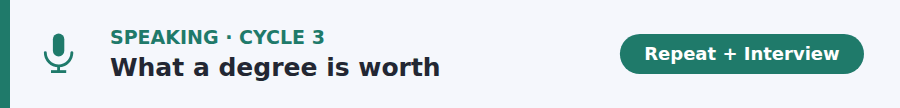 SPEAKING · CYCLE 3
What a degree is worth
Repeat + Interview